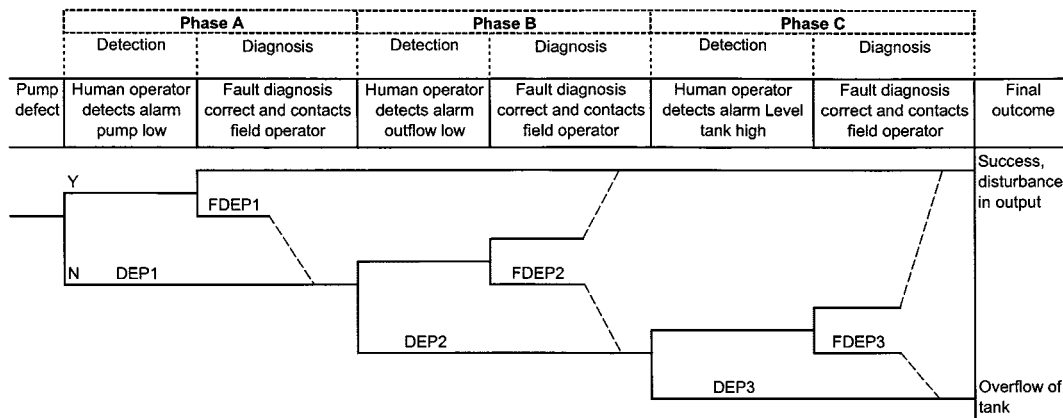 Phase A
Phase B
Phase C
Detection
Diagnosis
Detection
Diagnosis
Detection
Diagnosis
Pump
defect
Human operator
detects alarm
pump low
Fault diagnosis
correct and contacts
field operator
Human operator
detects alarm
outflow low
Fault diagnosis
correct and contacts
field operator
Human operator
detects alarm Level
tank high
Fault diagnosis
correct and contacts
field operator
Final
outcome
Success,
disturbance
in output
Y
FDEP1
N
DEP1
FDEP2
DEP2
FDEP3
DEP3
Overflow of
tank